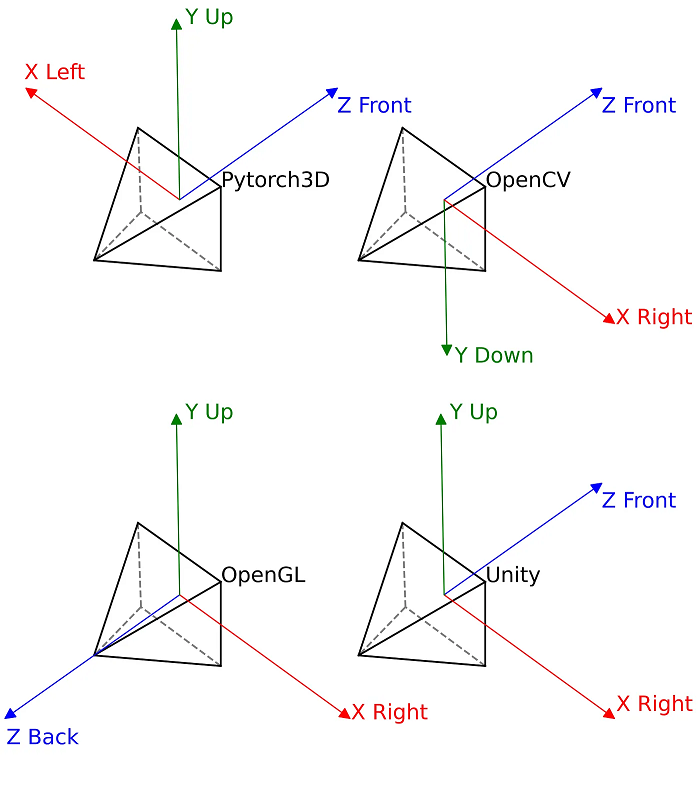 Y Up
X Left
Z Front
Pytorch3D
Z Front
OpenCV
X Right
Y Down
Y Up
OpenGL
X Right
Z Back
Y Up
Z Front
Unity
X Right